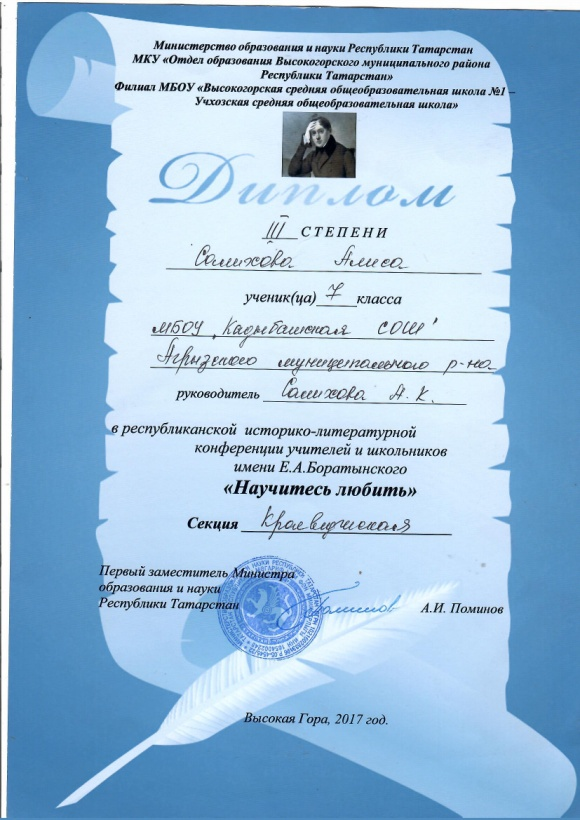 Министерство образования и науки Республики Татарстан
МКУ «Отдел образования Высокогорского муниципального района
Республики Татарстан»
Филиал МБОУ «Высокогорская средняя общеобразовательная школа №1 –
Учхозская средняя общеобразовательная школа»
Диплом
III СТЕПЕНИ
Салихова Алиса
ученик(ца) 7 класса
МБОУ „Кадыбашская СОШ"
Агрызского муниципального р-на
руководитель Салихова А. К.
в республиканской историко-литературной
конференции учителей и школьников
имени Е.А.Боратынского
«Научитесь любить»
Секция Краеведческая
Первый заместитель Министра
образования и науки
Республики Татарстан А.И. Поминов
Высокая Гора, 2017 год.